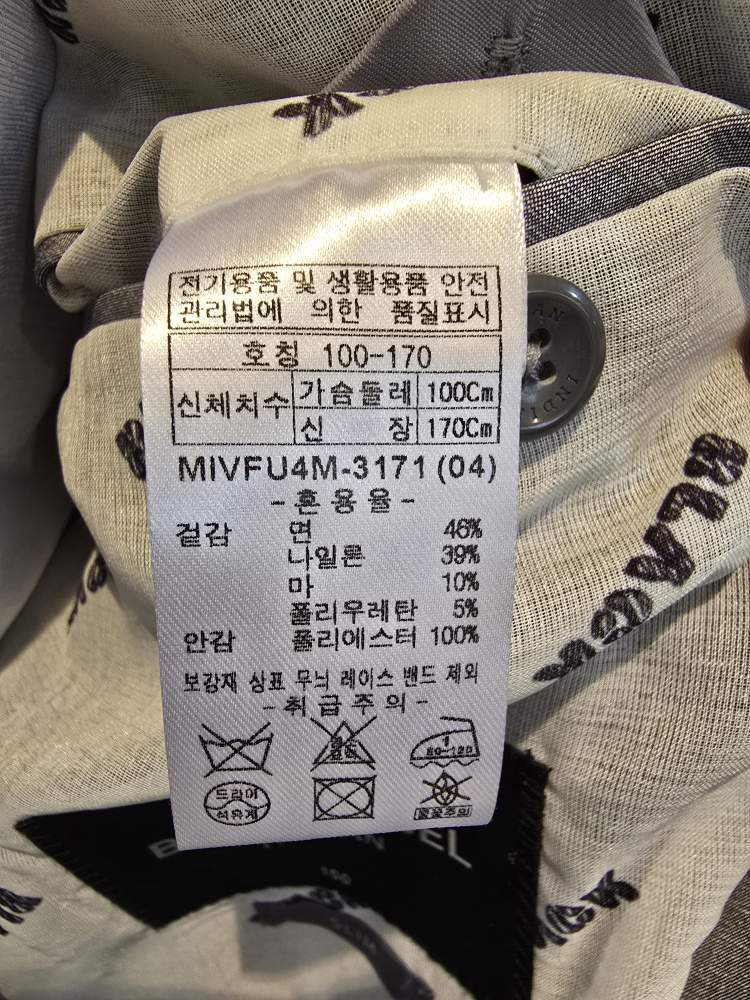 전기용품 및 생활용품 안전
관리법에 의한 품질표시
호칭 100-170
신체치수 가슴둘레 100Cm
신 장 170Cm
MIVFU4M-3171(04)
-혼용율-
겉감 면 46%
나일론 39%
마 10%
폴리우레탄 5%
안감 폴리에스터 100%
보강재 상표 무늬 레이스 밴드 제외
-취급주의-
80-120
드라이
석유계